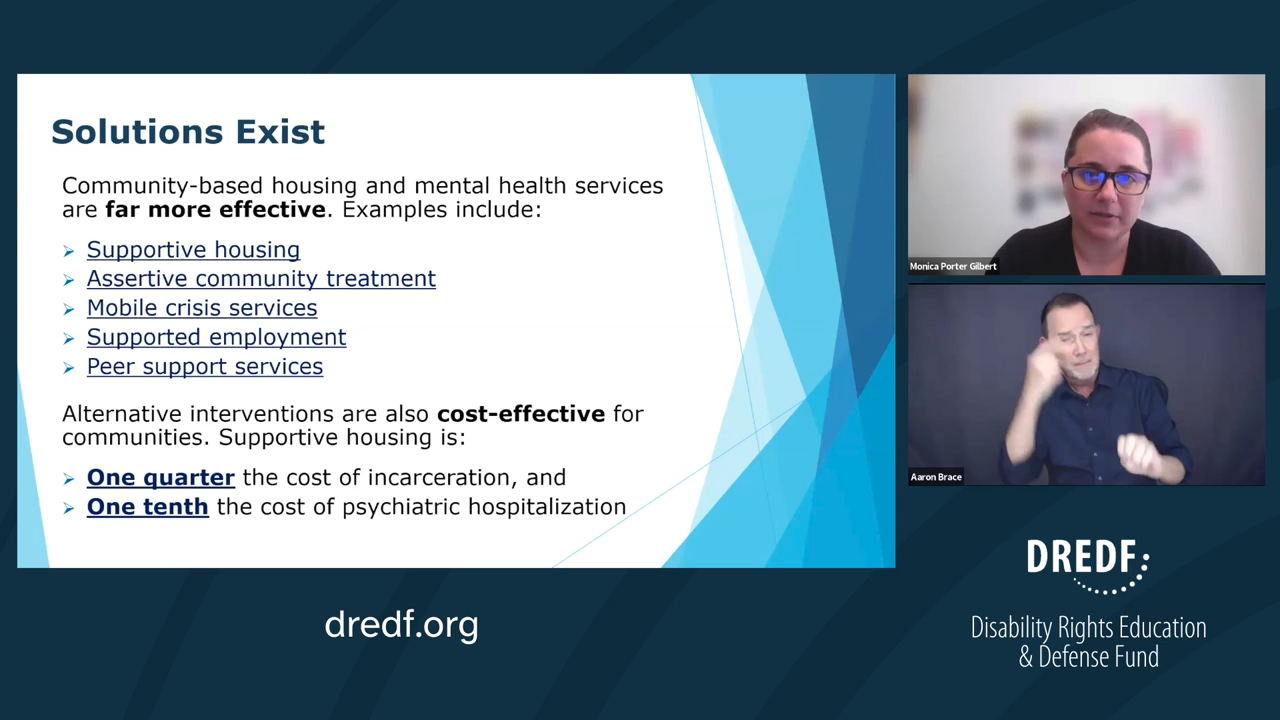 Solutions Exist
Community-based housing and mental health services
are far more effective. Examples include:
Supportive housing
Assertive community treatment
Mobile crisis services
Supported employment
Peer support services
Alternative interventions are also cost-effective for
communities. Supportive housing is:
One quarter the cost of incarceration, and
One tenth the cost of psychiatric hospitalization
Monica Porter Gilbert
Aaron Brace
dredf.org
DREDF
Disability Rights Education
& Defense Fund